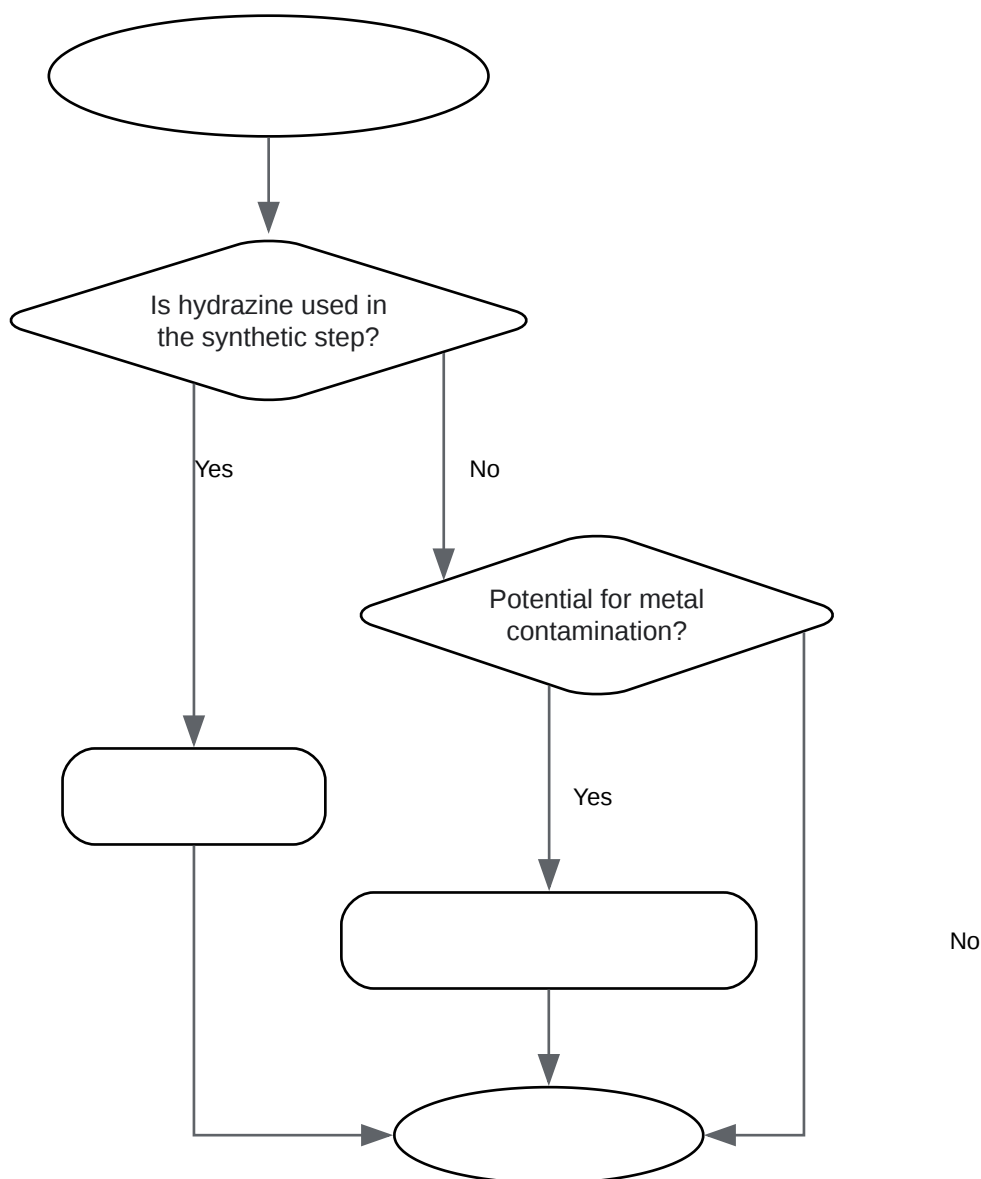 Is hydrazine used in
the synthetic step?
Yes
No
Potential for metal
contamination?
Yes
No